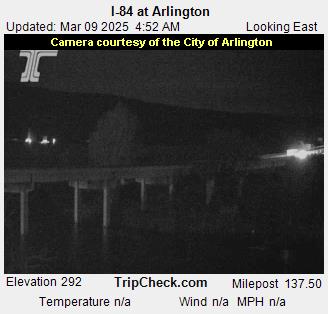 I-84 at Arlington
Updated: Mar 09 2025 4:52 AM Looking East
Camera courtesy of the City of Arlington
Elevation 292 TripCheck.com Milepost 137.50
Temperature n/a Wind n/a MPH n/a